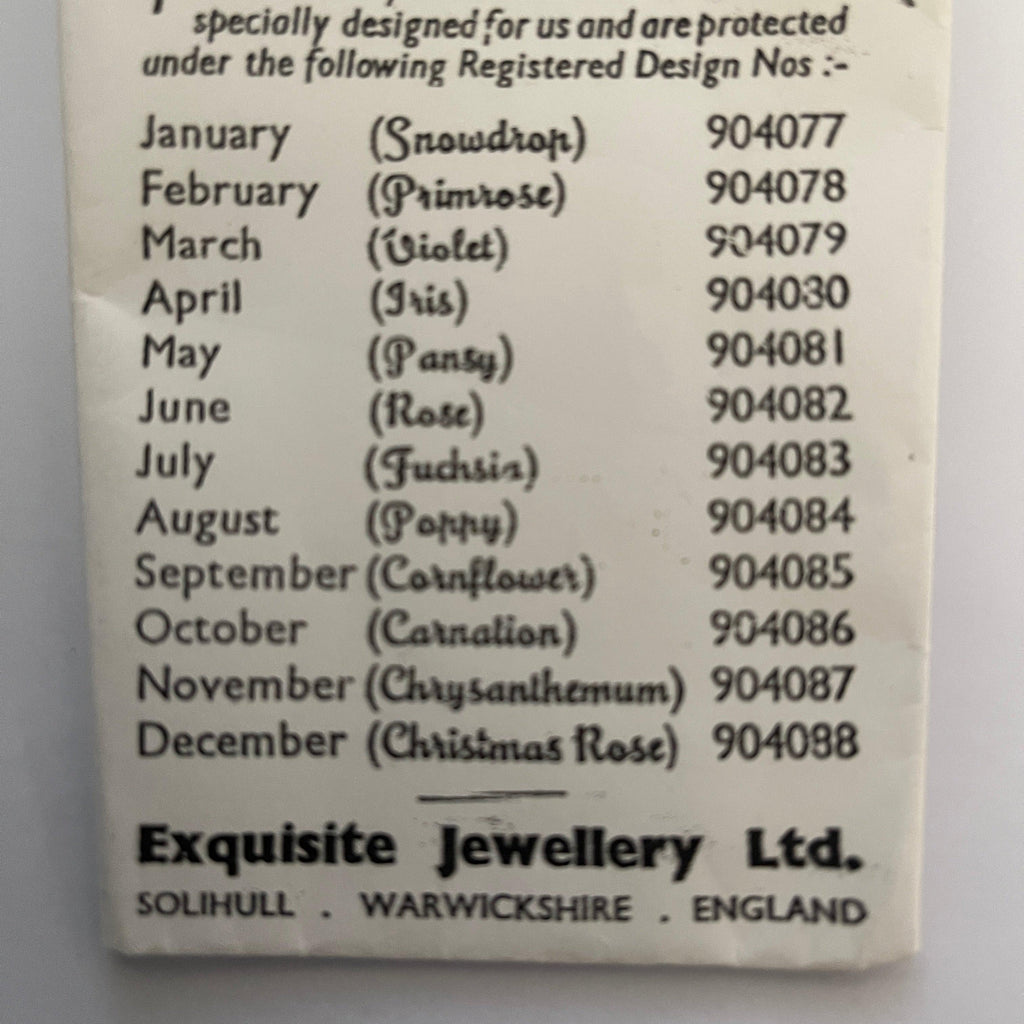 specially designed for us and are protected
under the following Registered Design Nos :-
January (Snowdrop) 904077
February (Primrose) 904078
March (Violet) 904079
April (Iris) 904080
May (Pansy) 904081
June (Rose) 904082
July (Fuchsia) 904083
August (Poppy) 904084
September (Cornflower) 904085
October (Carnation) 904086
November (Chrysanthemum) 904087
December (Christmas Rose) 904088
Exquisite Jewellery Ltd.
SOLIHULL . WARWICKSHIRE . ENGLAND